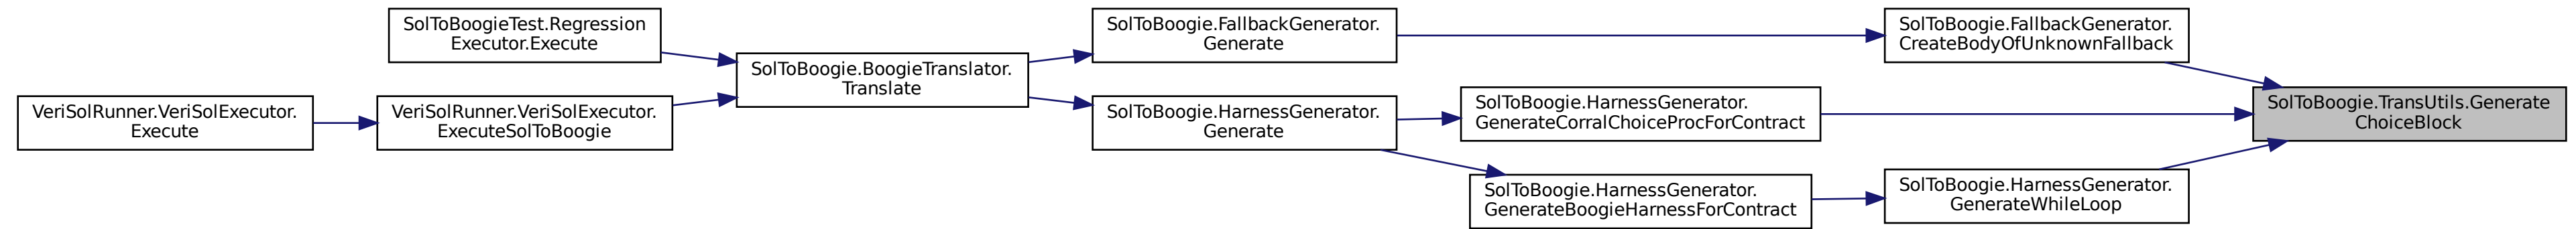 SolToBoogieTest.Regression
Executor.Execute
VeriSolRunner.VeriSolExecutor.
Execute
VeriSolRunner.VeriSolExecutor.
ExecuteSolToBoogie
SolToBoogie.BoogieTranslator.
Translate
SolToBoogie.FallbackGenerator.
Generate
SolToBoogie.HarnessGenerator.
Generate
SolToBoogie.HarnessGenerator.
GenerateCorralChoiceProcForContract
SolToBoogie.HarnessGenerator.
GenerateBoogieHarnessForContract
SolToBoogie.FallbackGenerator.
CreateBodyOfUnknownFallback
SolToBoogie.HarnessGenerator.
GenerateWhileLoop
SolToBoogie.TransUtils.Generate
ChoiceBlock